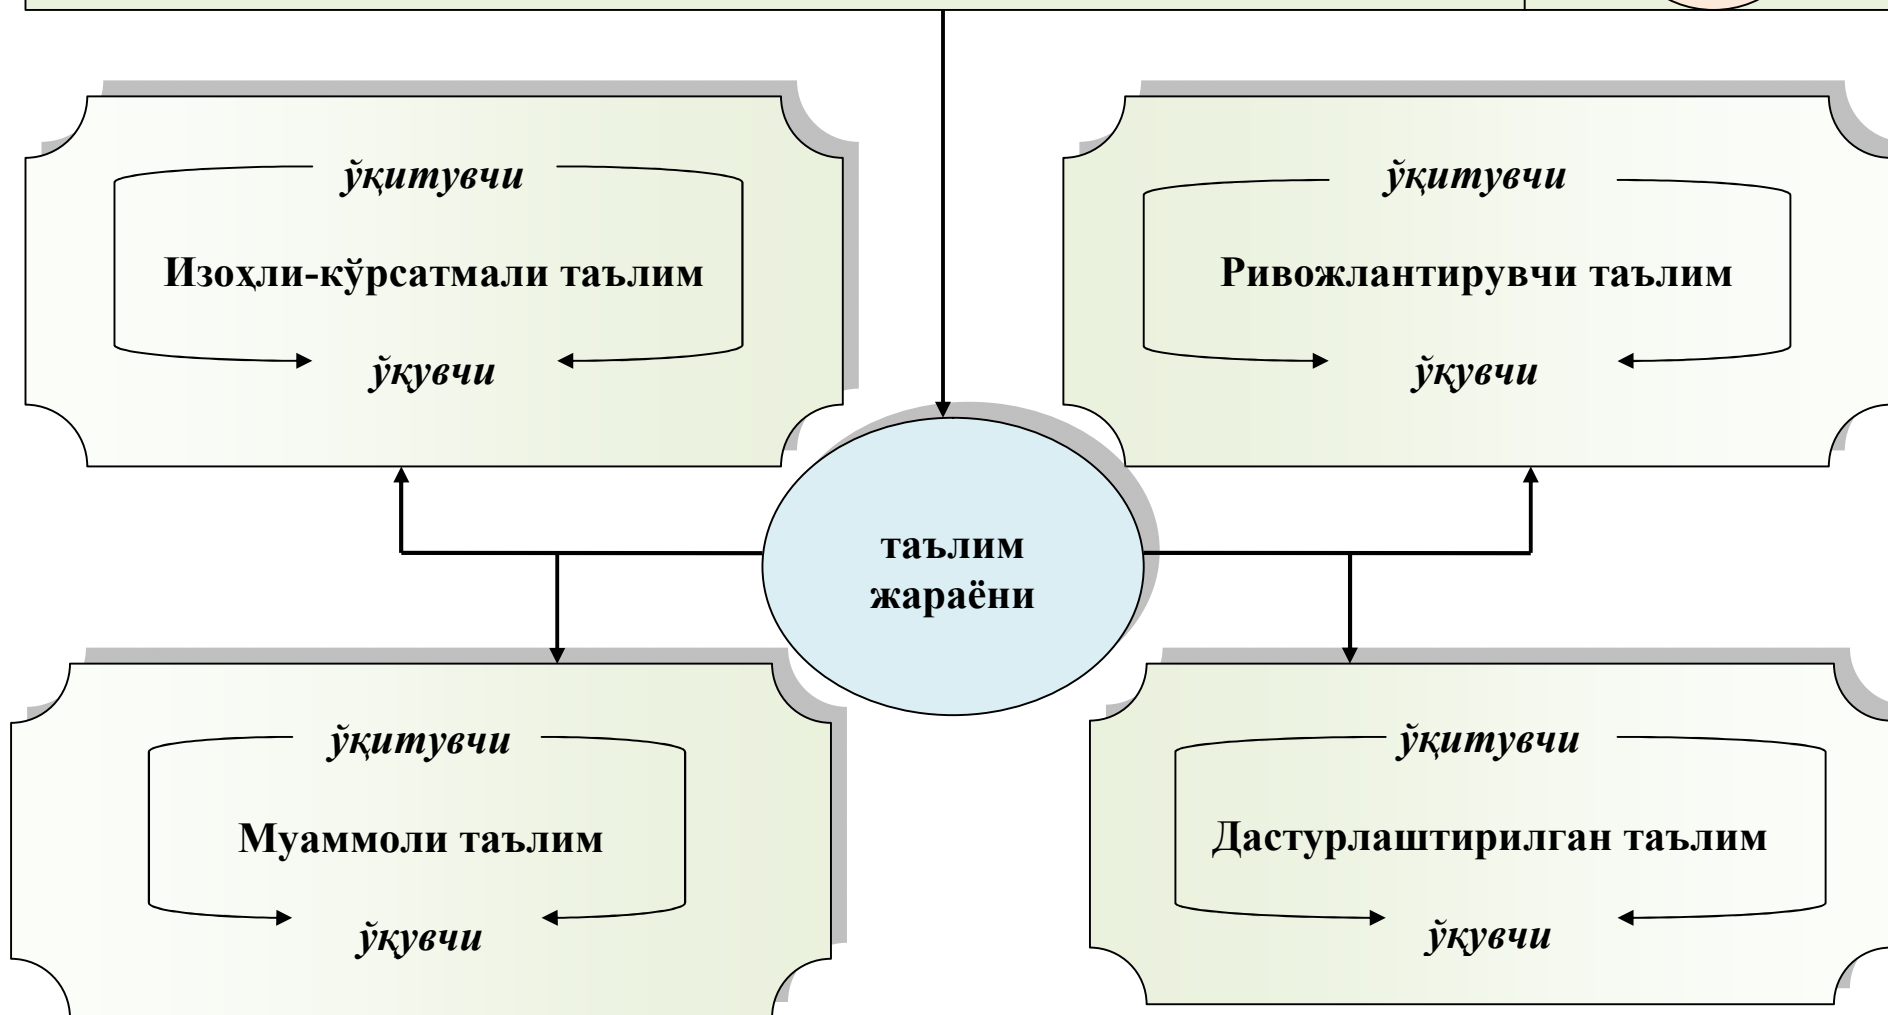 ўқитувчи
Изоҳли-кўрсатмали таълим
ўқувчи
ўқитувчи
Ривожлантирувчи таълим
ўқувчи
таълим
жараёни
ўқитувчи
Муаммоли таълим
ўқувчи
ўқитувчи
Дастурлаштирилган таълим
ўқувчи